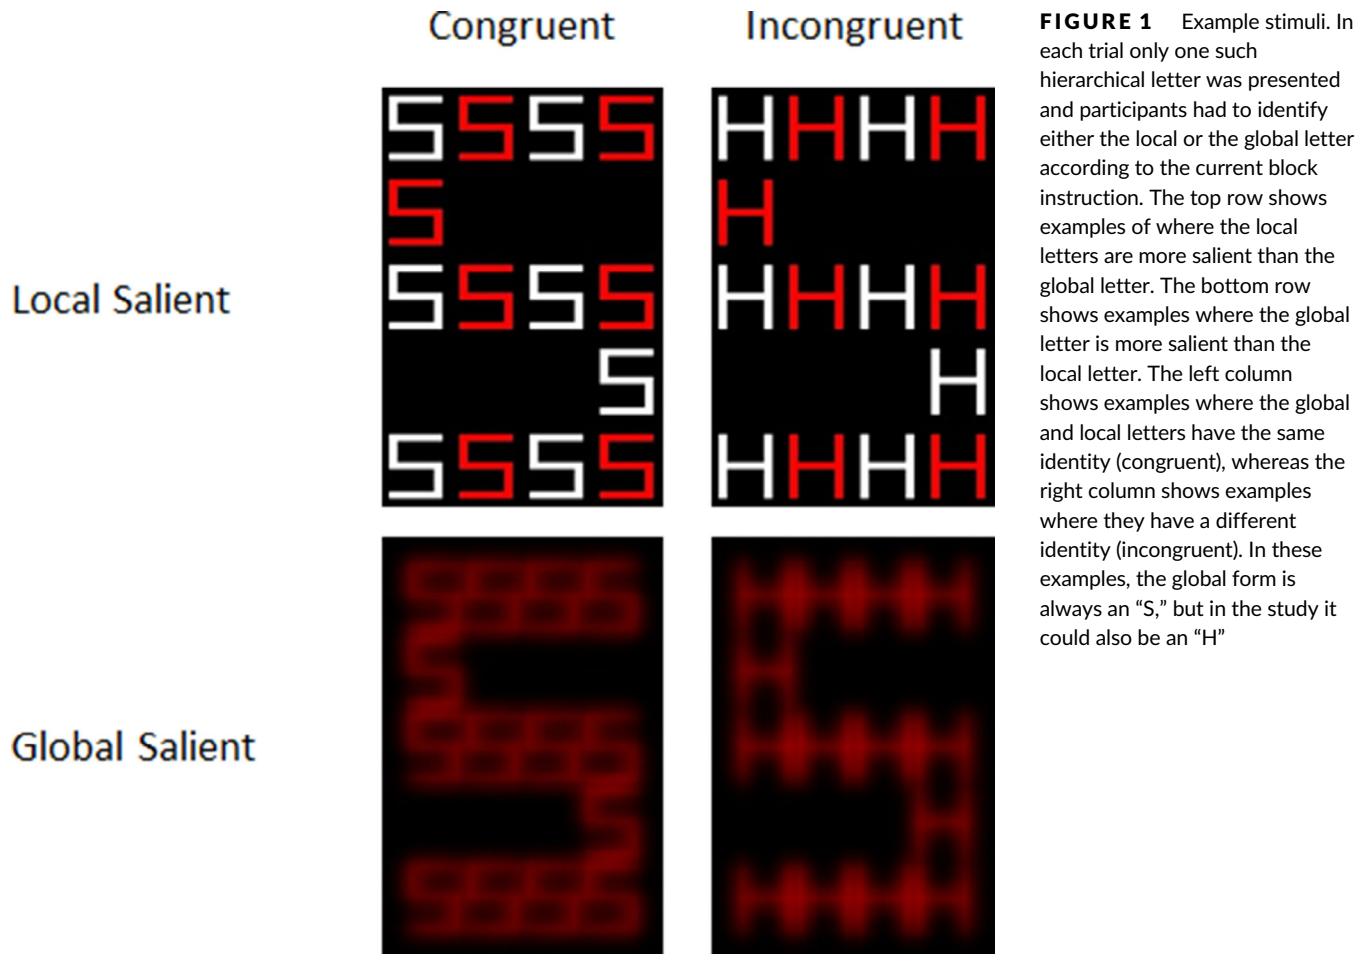 Congruent
Incongruent
S S S S
S
S S S S
S
S S S S
H H H H
H
H H H H
H
H H H H
Local Salient
S S S S
S
S S S S
S
S S S S
H H H H
H
H H H H
H
H H H H
Global Salient
FIGURE 1 Example stimuli. In
each trial only one such
hierarchical letter was presented
and participants had to identify
either the local or the global letter
according to the current block
instruction. The top row shows
examples of where the local
letters are more salient than the
global letter. The bottom row
shows examples where the global
letter is more salient than the
local letter. The left column
shows examples where the global
and local letters have the same
identity (congruent), whereas the
right column shows examples
where they have a different
identity (incongruent). In these
examples, the global form is
always an “S,” but in the study it
could also be an “H”